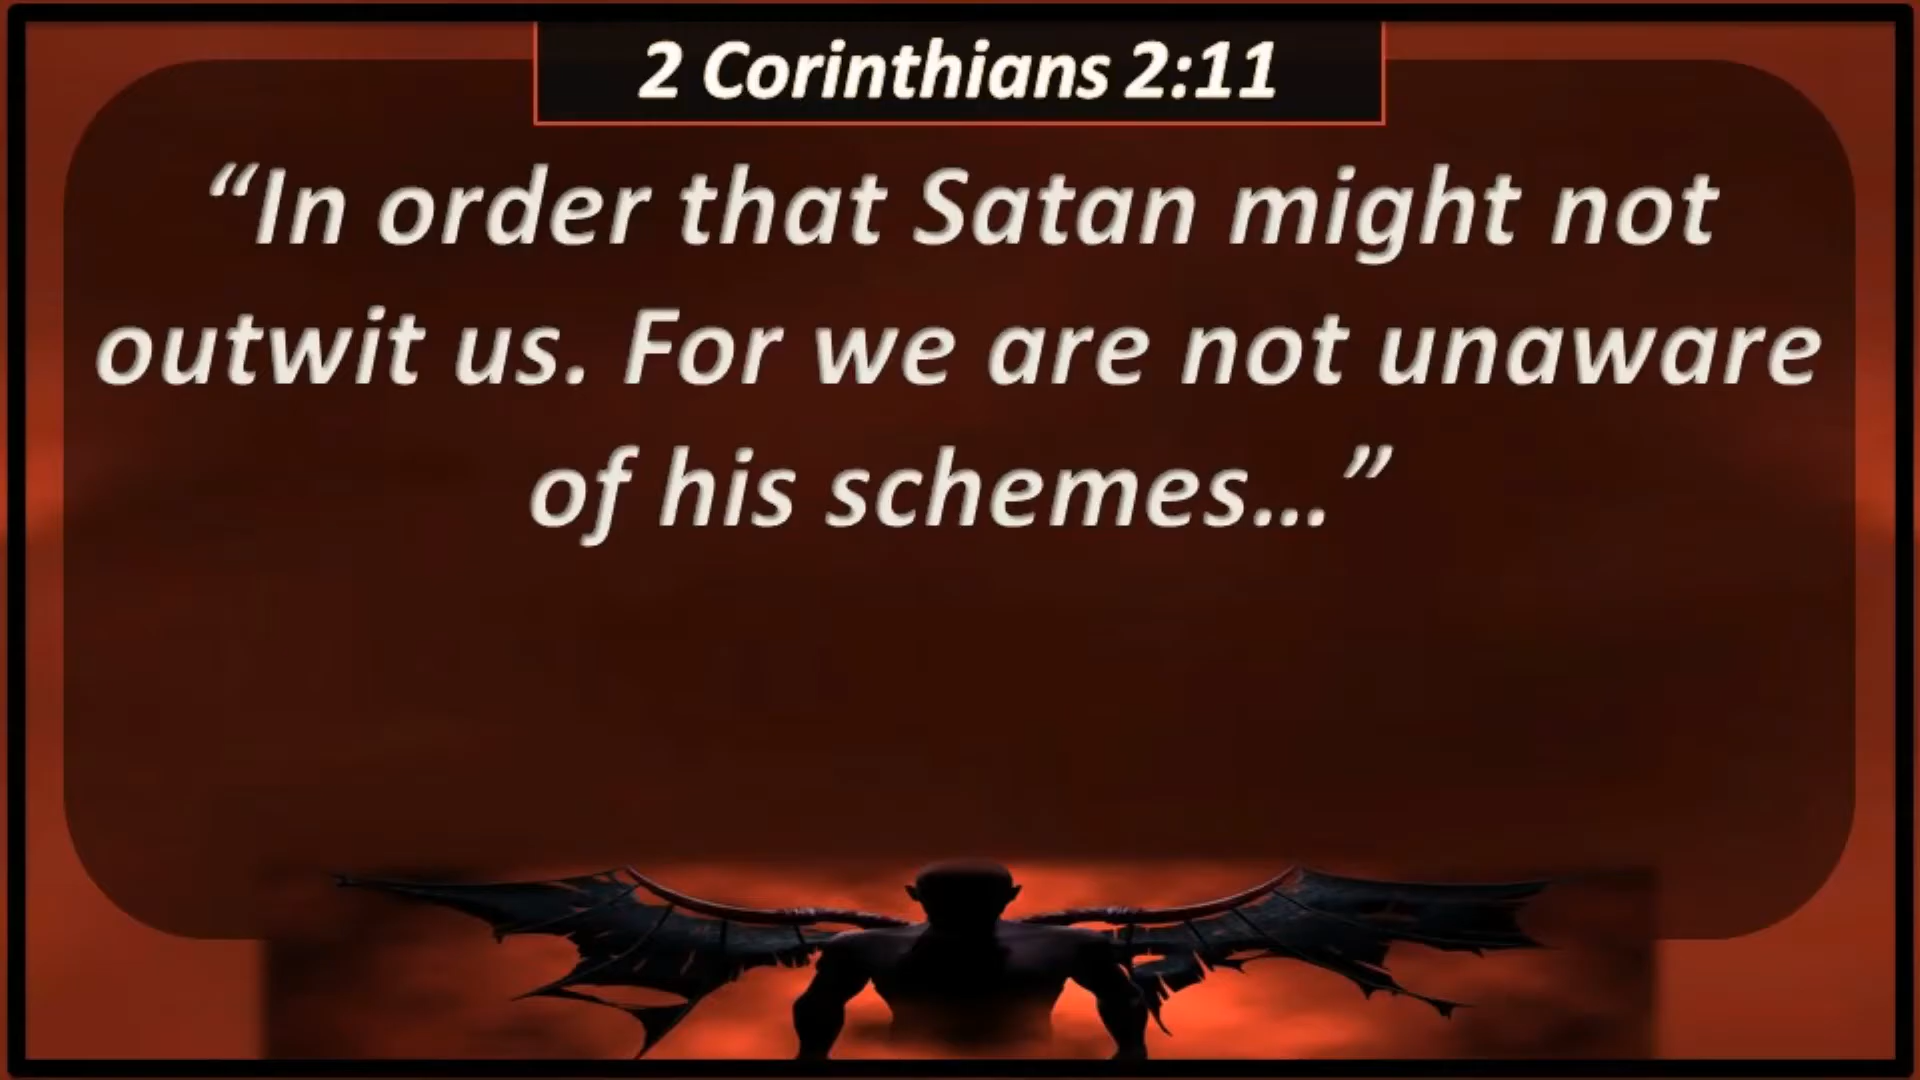 2 Corinthians 2:11
“In order that Satan might not
outwit us. For we are not unaware
of his schemes...”